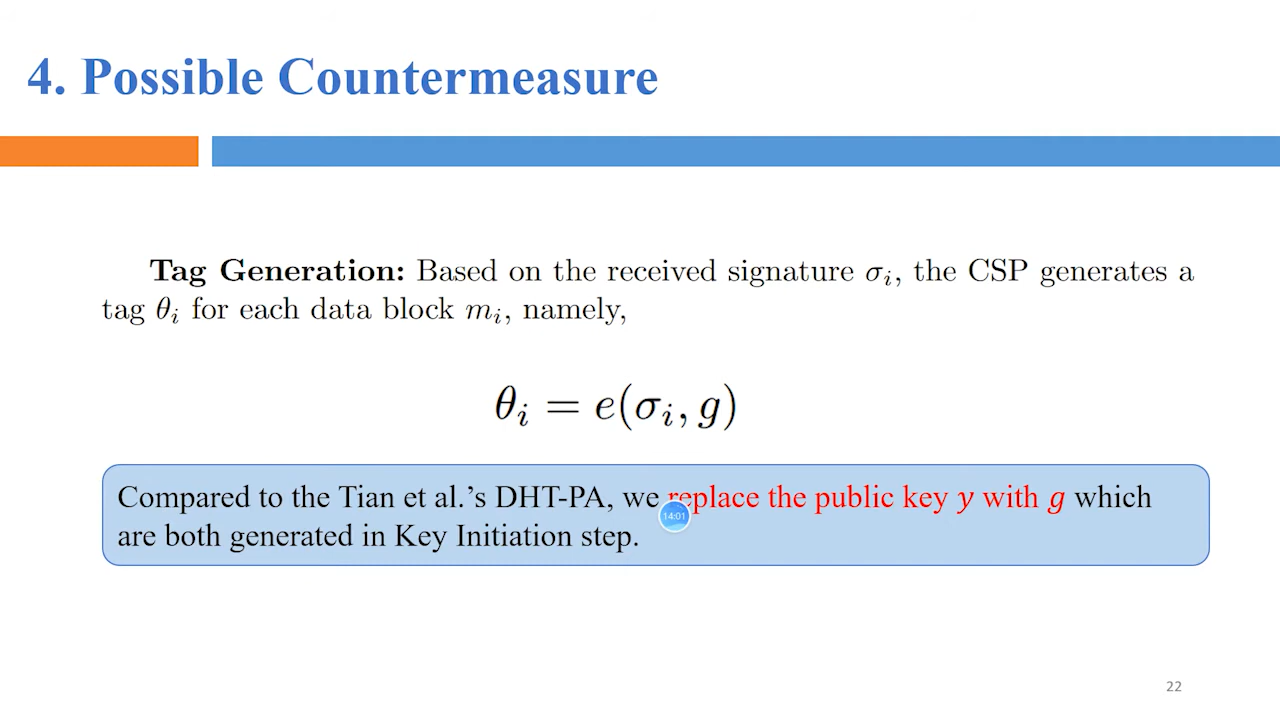 4. Possible Countermeasure
Tag Generation: Based on the received signature σᵢ, the CSP generates a
tag θᵢ for each data block mᵢ, namely,
θᵢ = e(σᵢ, g)
Compared to the Tian et al.’s DHT-PA, we replace the public key y with g which
14:01
are both generated in Key Initiation step.
22